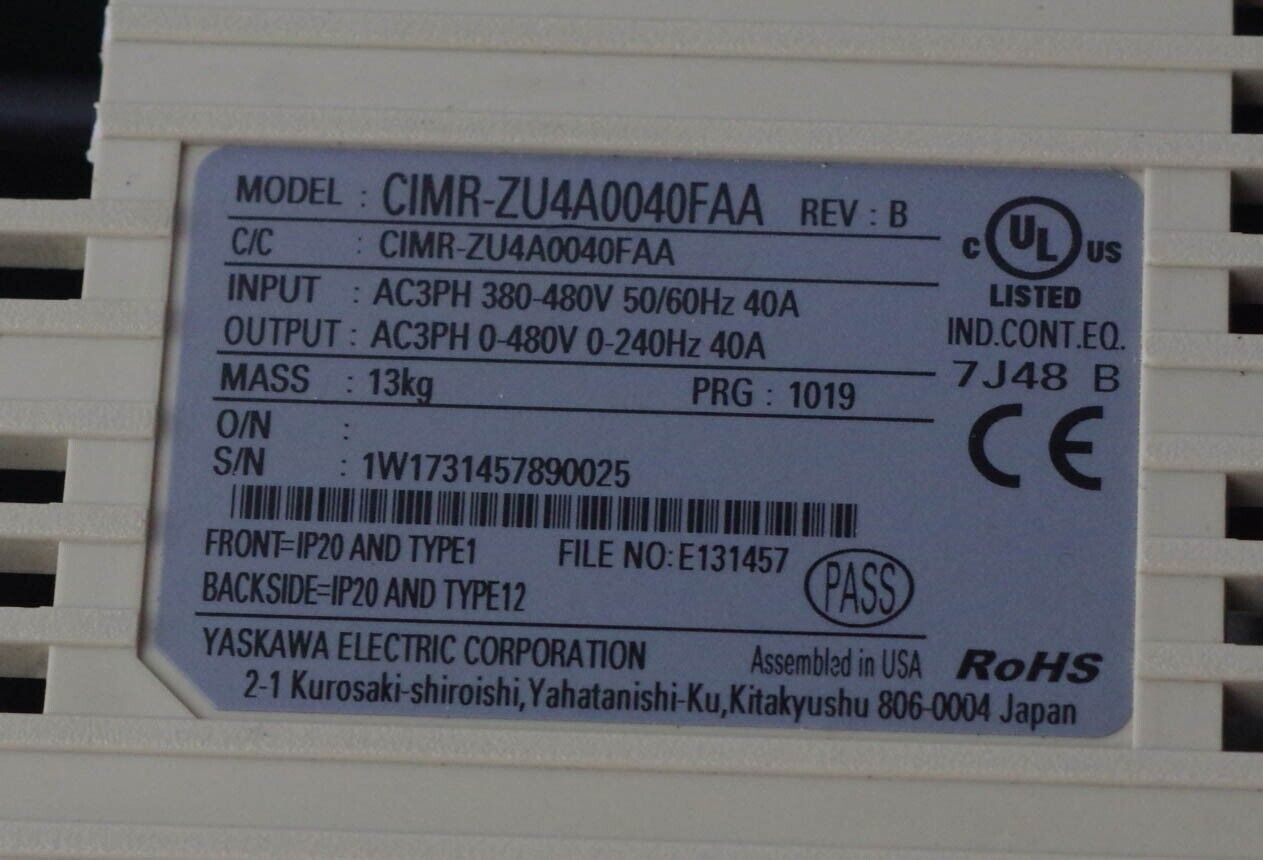 MODEL : CIMR-ZU4A0040FAA REV : B
C/C : CIMR-ZU4A0040FAA
INPUT : AC3PH 380-480V 50/60Hz 40A
OUTPUT : AC3PH 0-480V 0-240Hz 40A
MASS : 13kg PRG : 1019
O/N :
S/N : 1W1731457890025
FRONT=IP20 AND TYPE1 FILE NO: E131457
BACKSIDE=IP20 AND TYPE12
PASS
YASKAWA ELECTRIC CORPORATION Assembled in USA
2-1 Kurosaki-shiroishi,Yahatanishi-Ku,Kitakyushu 806-0004 Japan
C UL US
LISTED
IND.CONT.EQ.
7J48 B
CE
RoHS